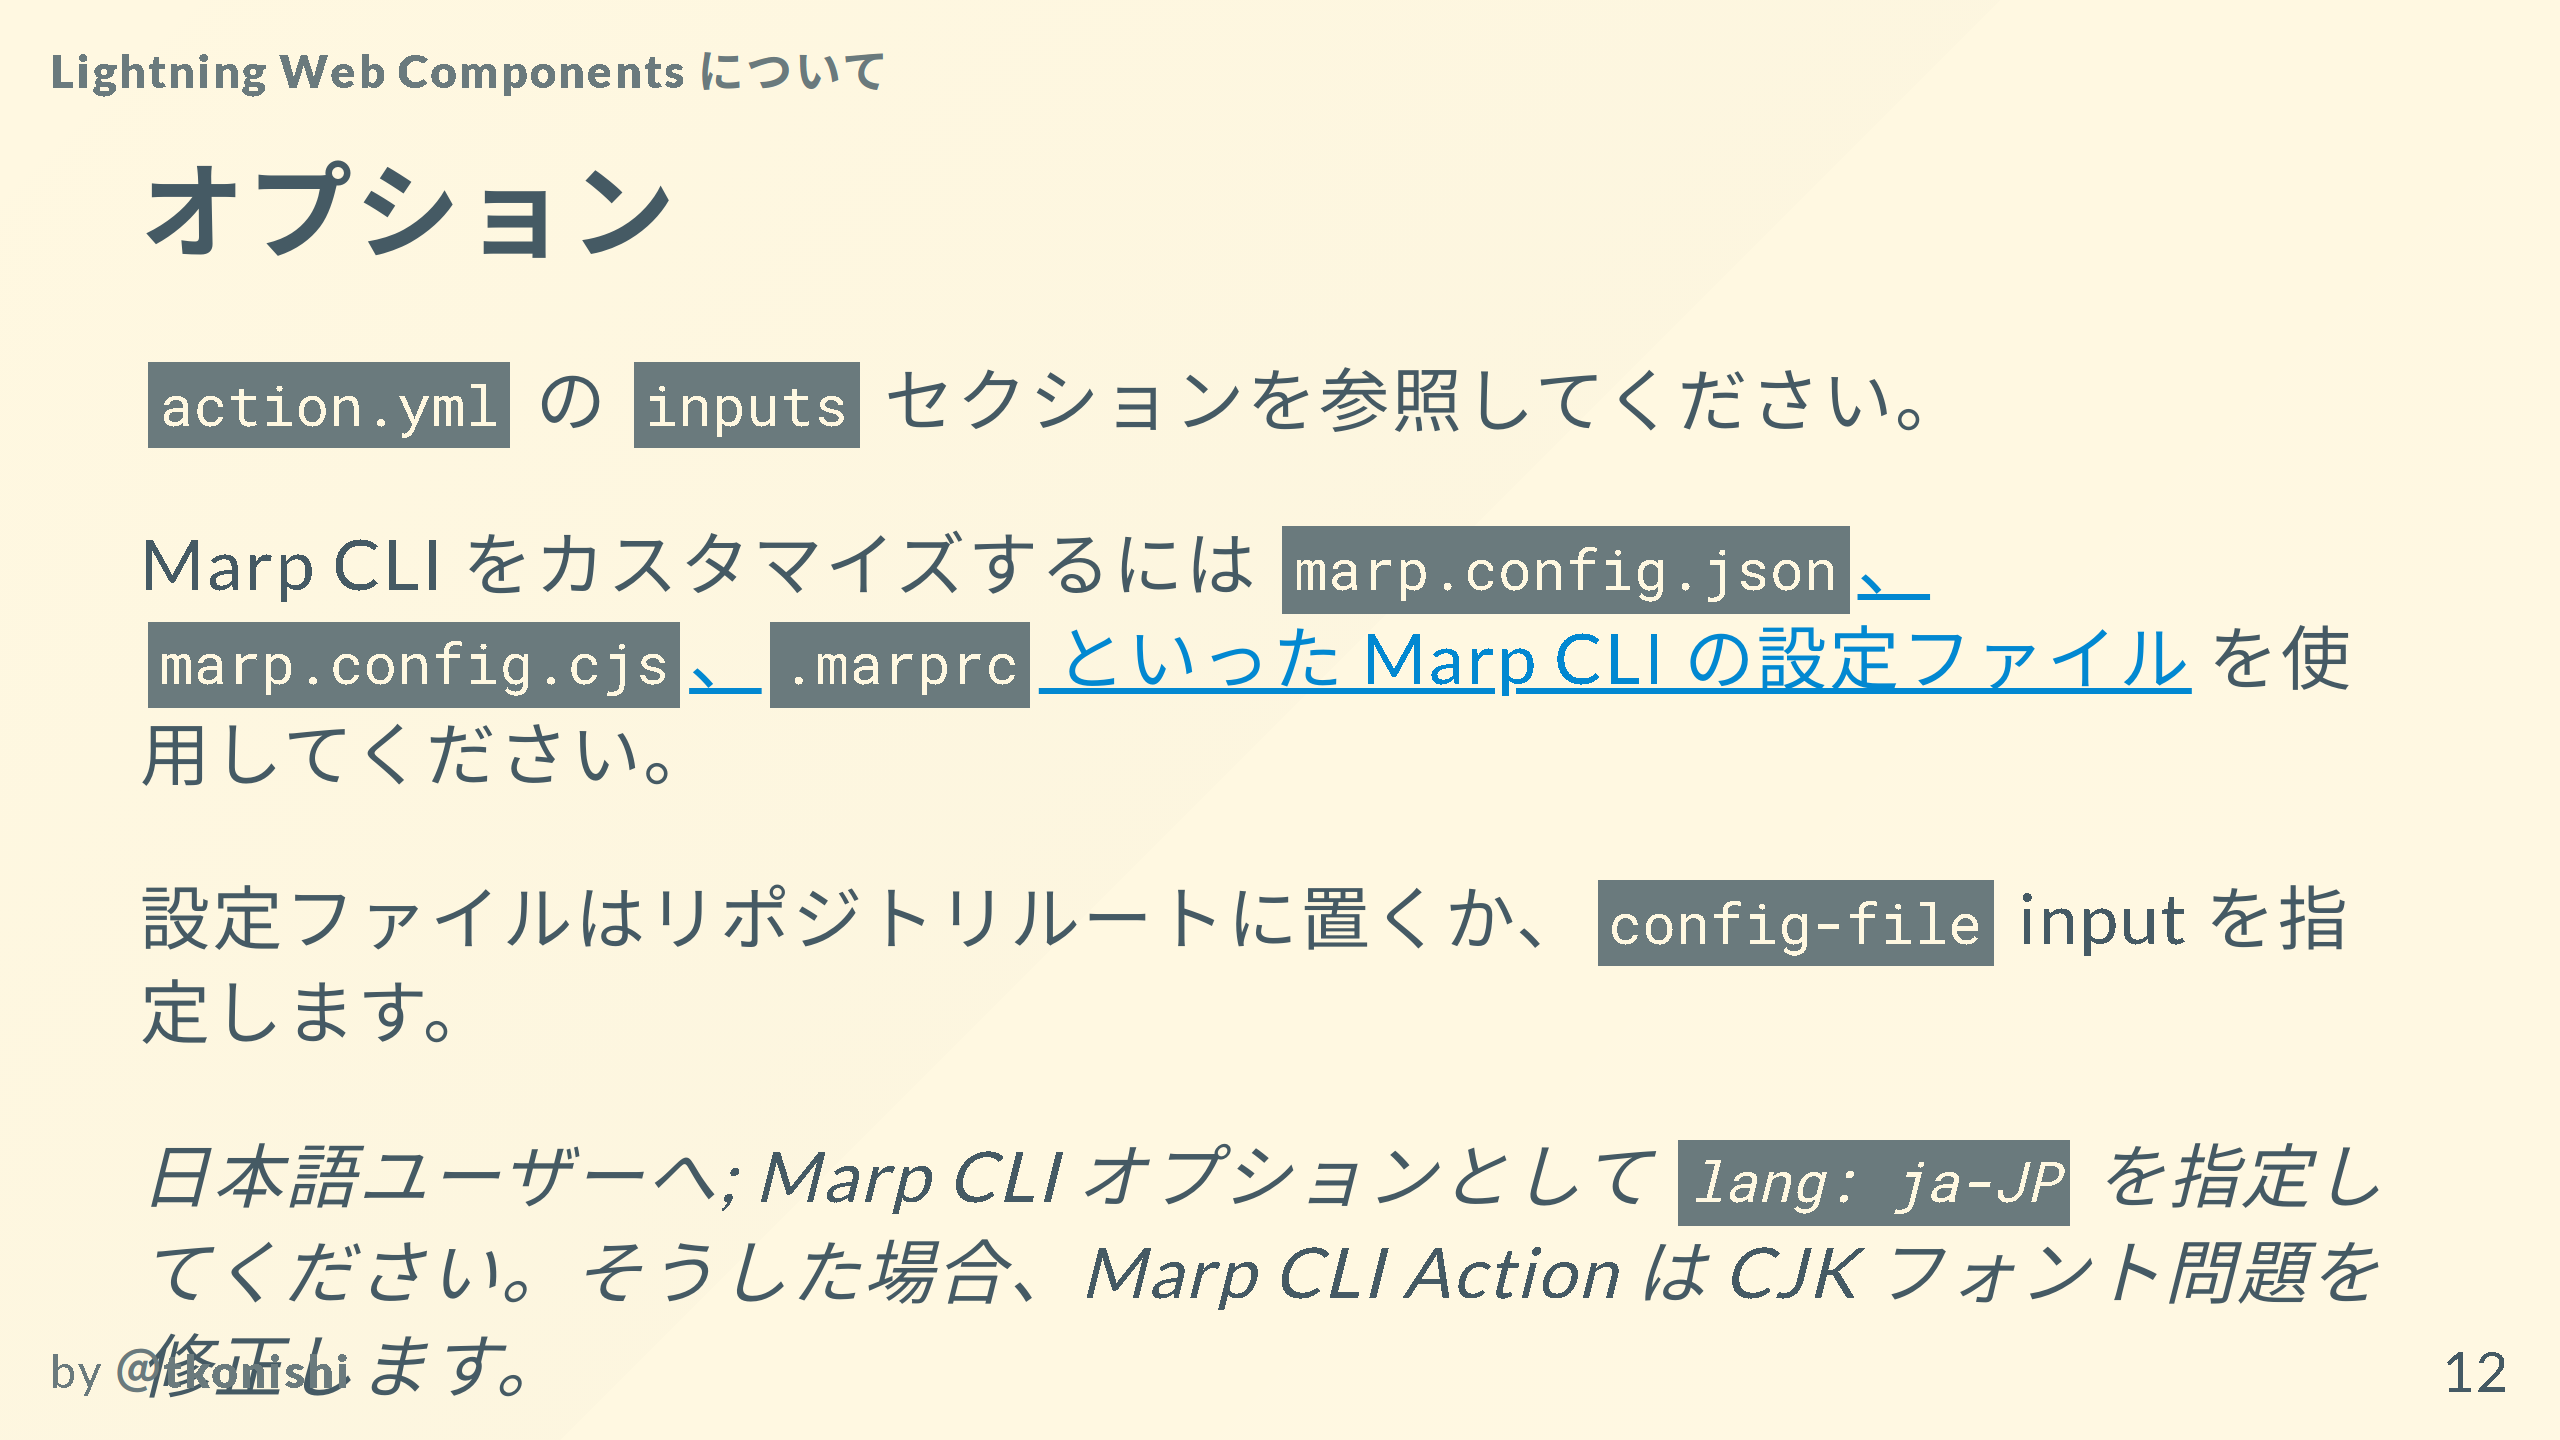 Lightning Web Components について
オプション
action.yml の inputs セクションを参照してください。
Marp CLI をカスタマイズするには marp.config.json 、
marp.config.cjs 、 .marprc といった Marp CLI の設定ファイル を使
用してください。
設定ファイルはリポジトリルートに置くか、 config-file input を指
定します。
日本語ユーザーへ; Marp CLI オプションとして lang: ja-JP を指定し
てください。そうした場合、Marp CLI Action は CJK フォント問題を
修正します。
by @tkonishi
12